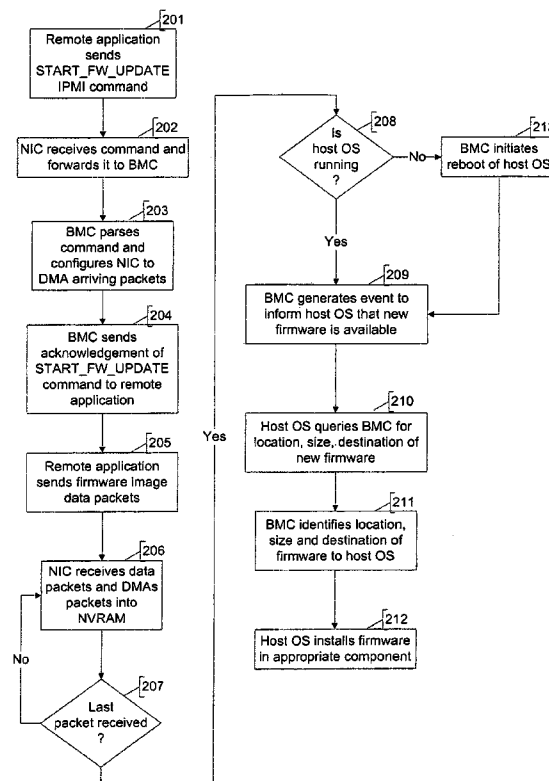 201
Remote application
sends
START_FW_UPDATE
IPMI command
202
NIC receives command and
forwards it to BMC
203
BMC parses
command and
configures NIC to
DMA arriving packets
204
BMC sends
acknowledgement of
START_FW_UPDATE
command to remote
application
205
Remote application
sends firmware image
data packets
206
NIC receives data
packets and DMAs
packets into
NVRAM
No
207
Last
packet received
?
Yes
208
Is
host OS
running
?
No
BMC initiates
reboot of host OS
Yes
209
BMC generates event to
inform host OS that new
firmware is available
210
Host OS queries BMC for
location, size, destination of
new firmware
211
BMC identifies location,
size and destination of
firmware to host OS
212
Host OS installs firmware
in appropriate component